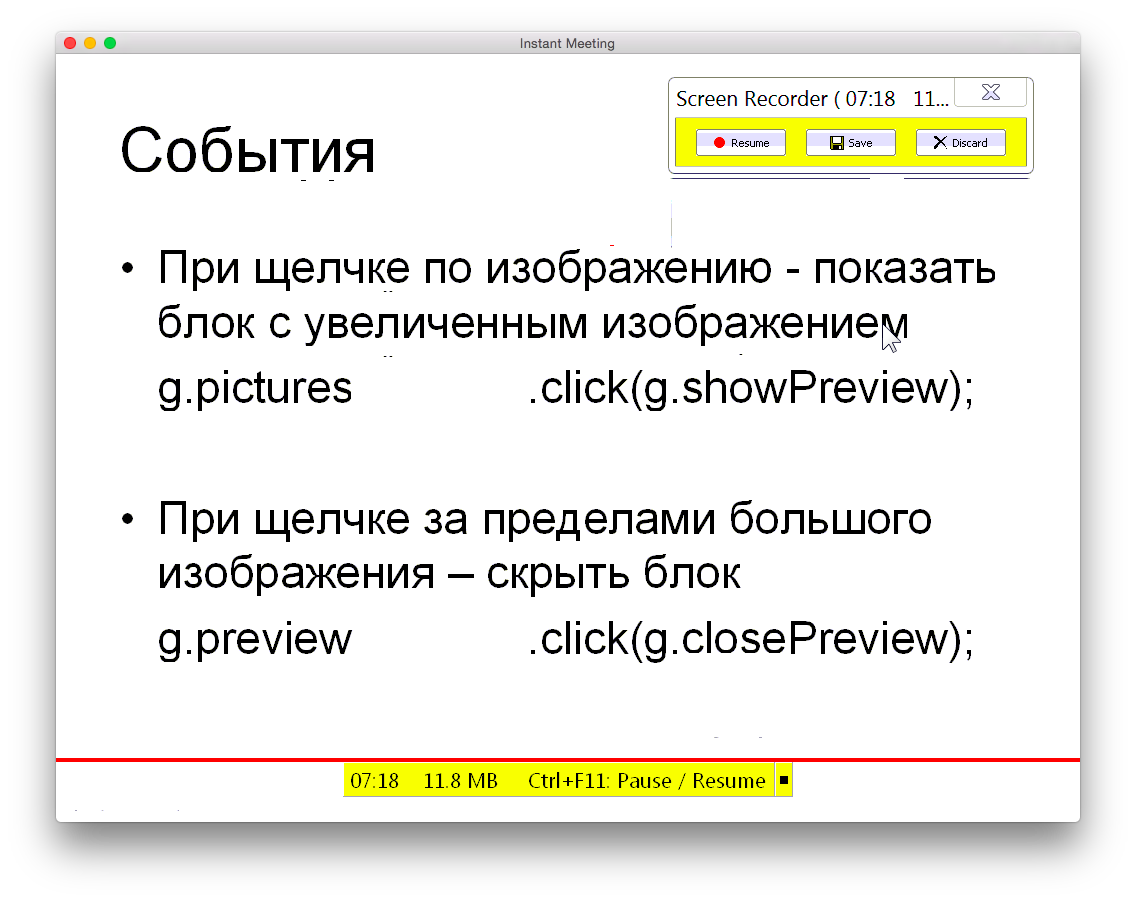 Instant Meeting
Screen Recorder ( 07:18 11...
Resume Save Discard
События
• При щелчке по изображению - показать
блок с увеличенным изображением
g.pictures .click(g.showPreview);
• При щелчке за пределами большого
изображения – скрыть блок
g.preview .click(g.closePreview);
07:18 11.8 MB Ctrl+F11: Pause / Resume